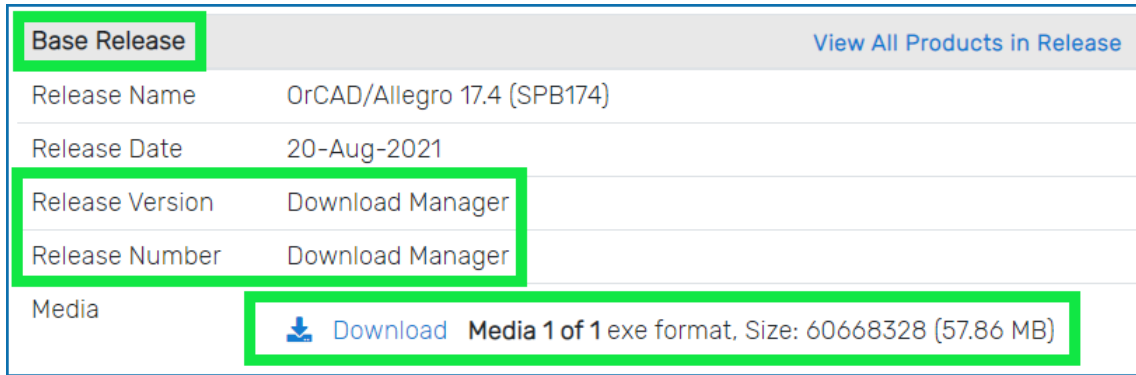 Base Release View All Products in Release
Release Name OrCAD/Allegro 17.4 (SPB174)
Release Date 20-Aug-2021
Release Version Download Manager
Release Number Download Manager
Media
Download Media 1 of 1 exe format, Size: 60668328 (57.86 MB)